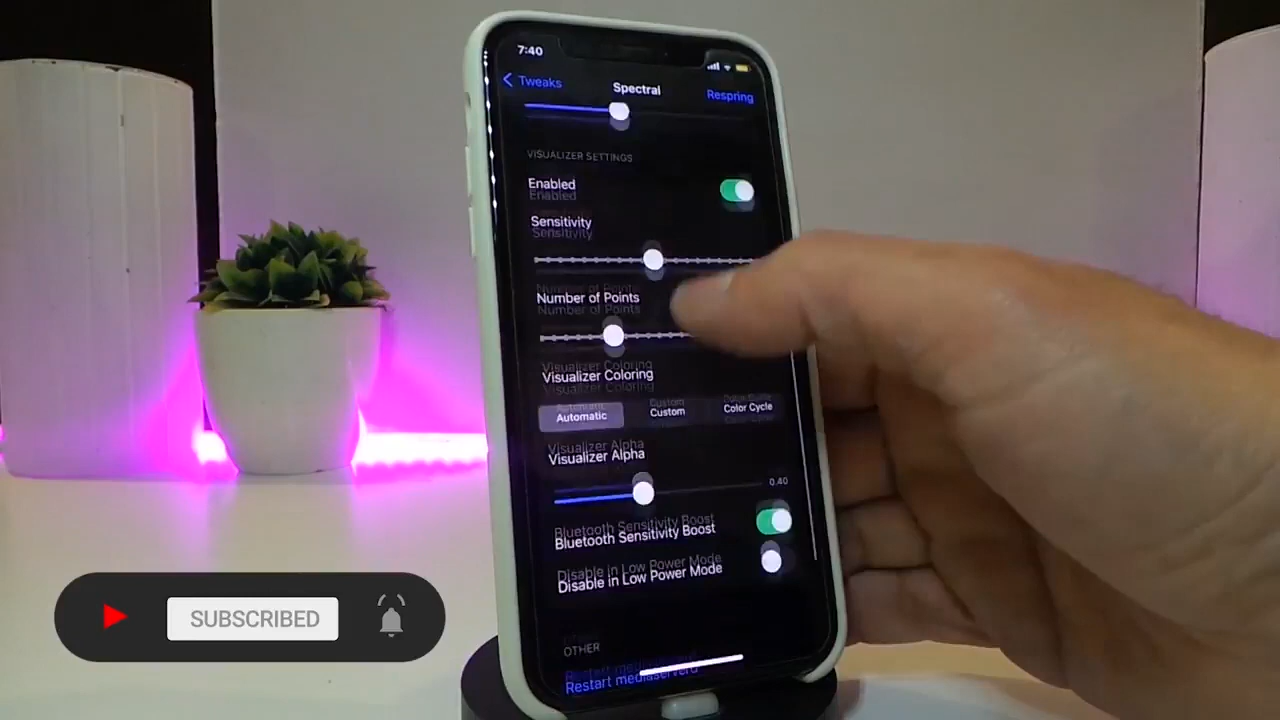 7:40
Tweaks
Spectral
Respring
VISUALIZER SETTINGS
Enabled
Sensitivity
Number of Points
Visualizer Coloring
Automatic
Custom
Color Cycle
Visualizer Alpha
0.40
Bluetooth Sensitivity Boost
Disable in Low Power Mode
OTHER
Restart mediaserverd
SUBSCRIBED